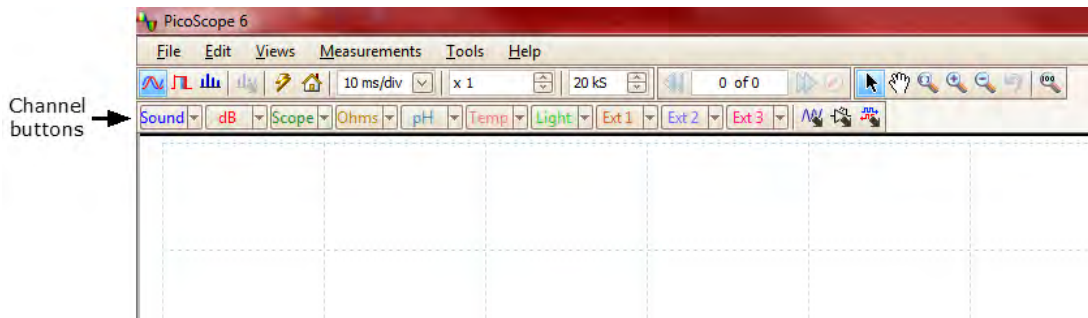 PicoScope 6
File Edit Views Measurements Tools Help
10 ms/div x 1 20 kS 0 of 0
Channel
buttons
Sound dB Scope Ohms pH Temp Light Ext 1 Ext 2 Ext 3